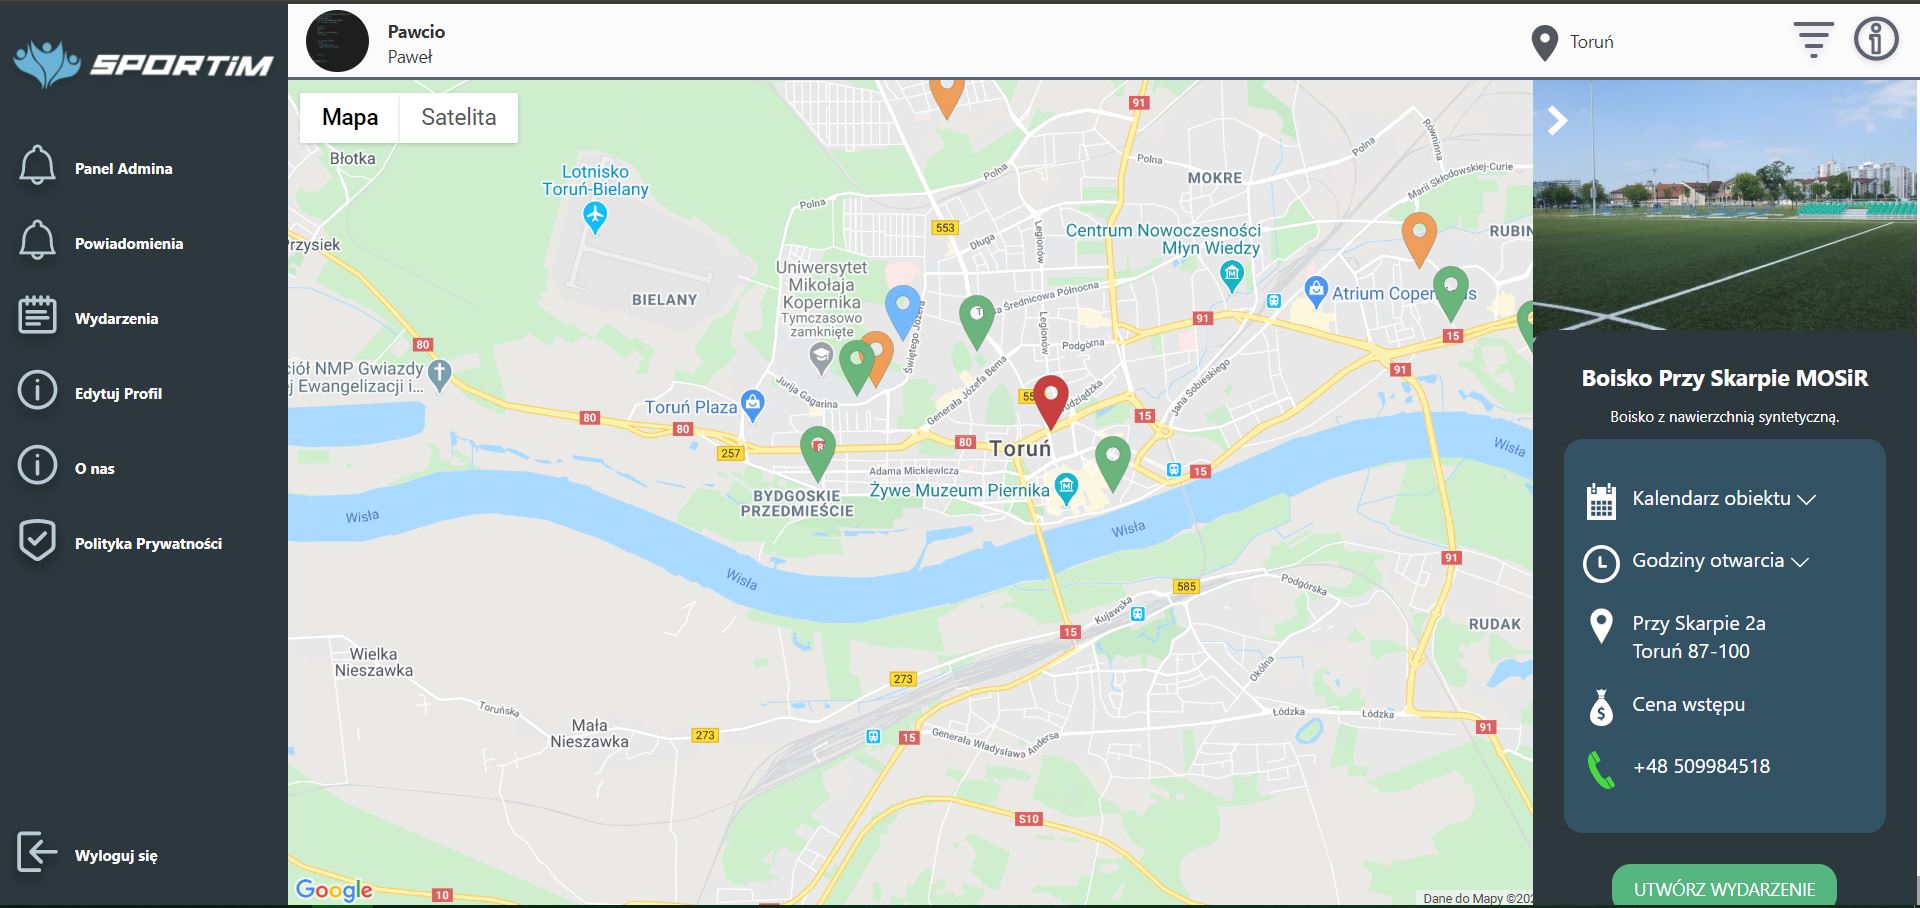 SPORTiM
Panel Admina
Powiadomienia
Wydarzenia
Edytuj Profil
O nas
Polityka Prywatności
Wyloguj się
Pawcio
Paweł
Toruń
Mapa
Satelita
Błotka
Lotnisko
Toruń-Bielany
Polna
Polna
Polna
Polna
Równinna
Marii Skłodowskiej-Curie
MOKRE
91
553
Długa
Legionów
Centrum Nowoczesności
Młyn Wiedzy
RUBIN
Przysiek
BIELANY
Uniwersytet
Mikołaja
Kopernika
Tymczasowo
zamknięte
Świętego Józefa
Średnicowa Północna
Legionów
Atrium Copernicus
91
15
80
Podgórna
91
ciół NMP Gwiazdy
j Ewangelizacji i...
Jurija Gagarina
Generała Józefa Bema
Jana Sobieskiego
Toruń Plaza
80
80
257
80
15
Toruń
Wisła
Adama Mickiewicza
15
BYDGOSKIE
PRZEDMIEŚCIE
Żywe Muzeum Piernika
Wisła
Wisła
Wisła
91
585
Podgórska
Kujawska
15
RUDAK
Wielka
Nieszawka
Okólna
273
Toruńska
Mała
Nieszawka
273
15
Generała Władysława Andersa
Łódzka
Łódzka
91
S10
10
Google
Dane do Mapy ©202
Boisko Przy Skarpie MOSiR
Boisko z nawierzchnią syntetyczną.
Kalendarz obiektu
Godziny otwarcia
Przy Skarpie 2a
Toruń 87-100
Cena wstępu
+48 509984518
UTWÓRZ WYDARZENIE